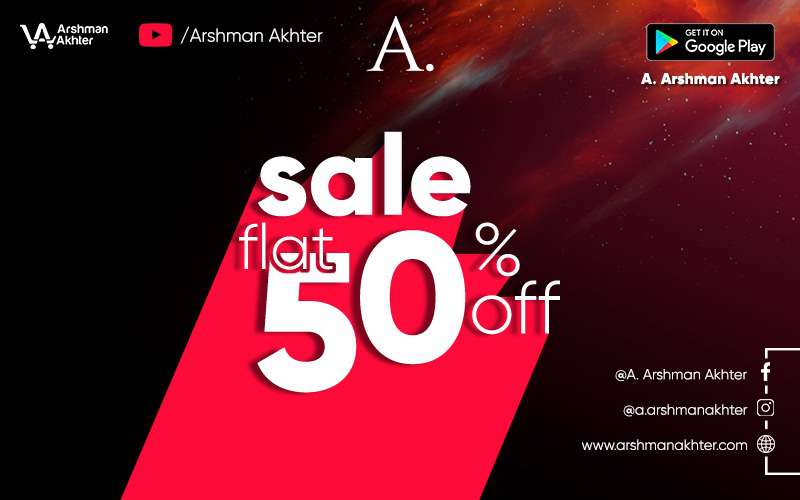 Arshman
Akhter
/Arshman Akhter
A.
GET IT ON
Google Play
A. Arshman Akhter
sale
flat
50%
off
@A. Arshman Akhter
@a.arshmanakhter
www.arshmanakhter.com